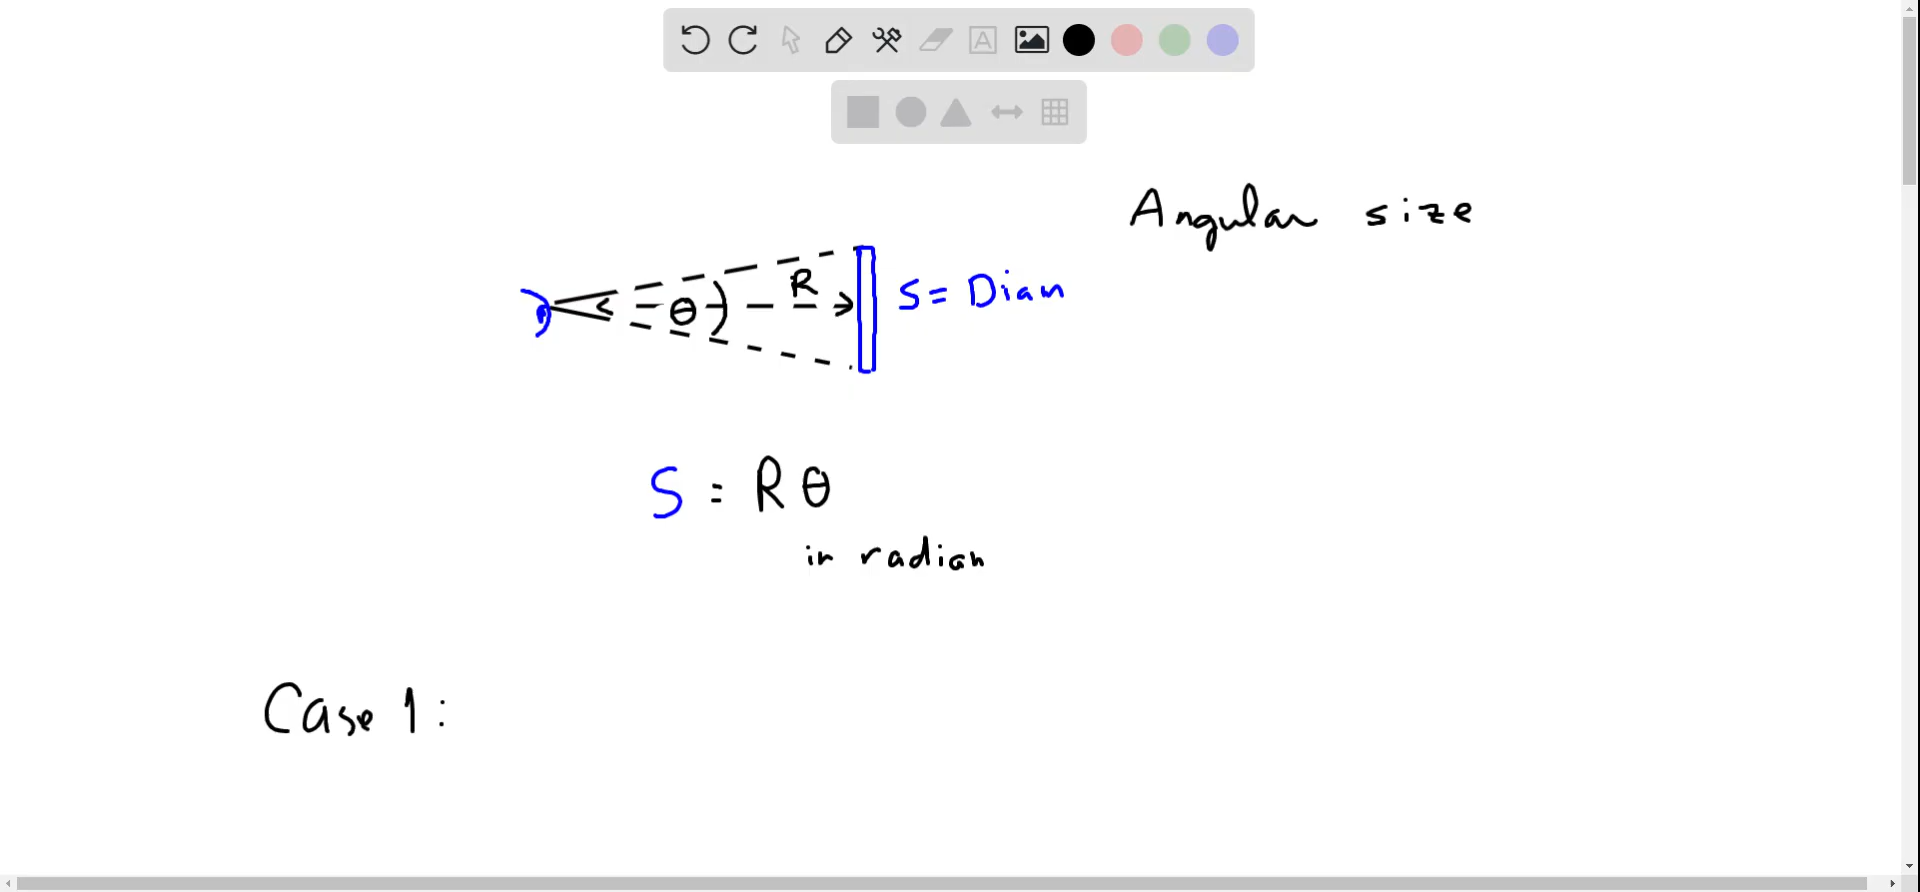 Angular size
R
θ
S = Diam
S = Rθ
in radian
Case 1: